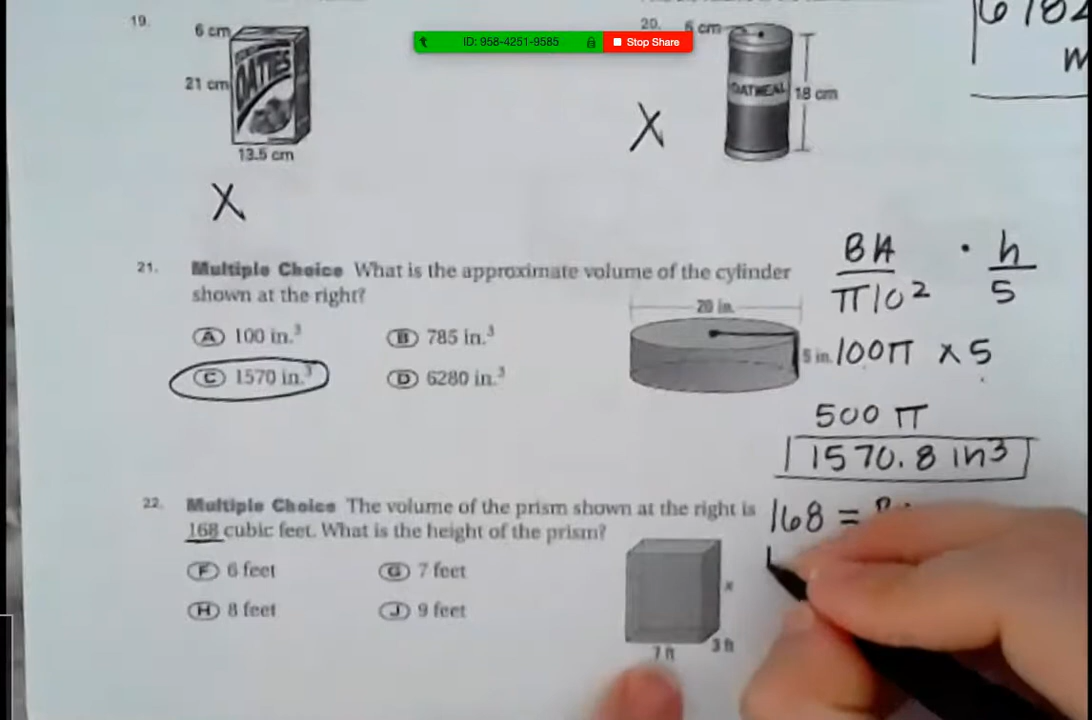 19.
6 cm
OATIES
21 cm
13.5 cm
X
ID: 958-4251-9585
Stop Share
20. 6 cm
OATMEAL
18 cm
X
21. Multiple Choice What is the approximate volume of the cylinder
shown at the right?
A 100 in.³
B 785 in.³
C 1570 in.³
D 6280 in.³
20 in.
5 in.
BA · h
π10² 5
100π × 5
500 π
1570.8 in³
22. Multiple Choice The volume of the prism shown at the right is
168 cubic feet. What is the height of the prism?
F 6 feet
G 7 feet
H 8 feet
J 9 feet
x
7 ft
3 ft
168 =